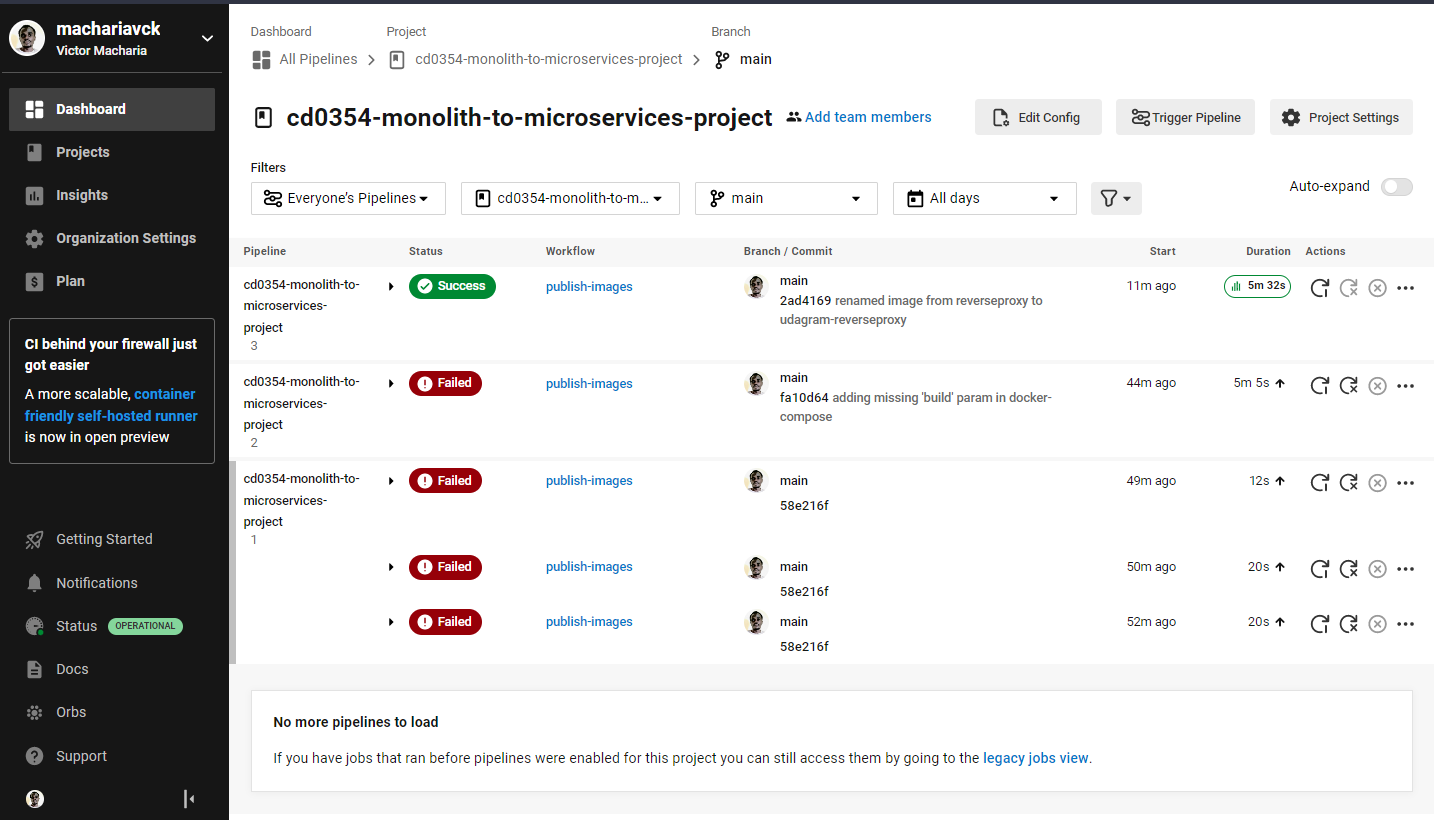 machariavck
Victor Macharia
Dashboard
Projects
Insights
Organization Settings
Plan
CI behind your firewall just
got easier
A more scalable, container
friendly self-hosted runner
is now in open preview
Getting Started
Notifications
Status OPERATIONAL
Docs
Orbs
Support
Dashboard Project Branch
All Pipelines cd0354-monolith-to-microservices-project main
cd0354-monolith-to-microservices-project Add team members Edit Config Trigger Pipeline Project Settings
Filters
Everyone's Pipelines cd0354-monolith-to-m... main All days Auto-expand
Pipeline Status Workflow Branch / Commit Start Duration Actions
cd0354-monolith-to-
microservices-
project
3
Success publish-images main 11m ago 5m 32s
2ad4169 renamed image from reverseproxy to
udagram-reverseproxy
cd0354-monolith-to-
microservices-
project
2
Failed publish-images main 44m ago 5m 5s
fa10d64 adding missing 'build' param in docker-
compose
cd0354-monolith-to-
microservices-
project
1
Failed publish-images main 49m ago 12s
58e216f
Failed publish-images main 50m ago 20s
58e216f
Failed publish-images main 52m ago 20s
58e216f
No more pipelines to load
If you have jobs that ran before pipelines were enabled for this project you can still access them by going to the legacy jobs view.